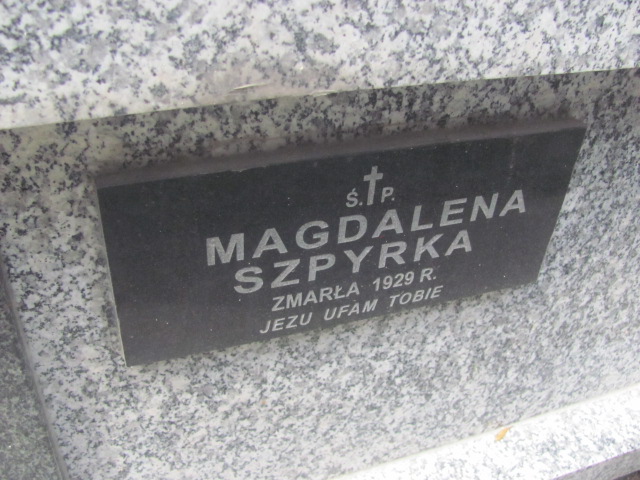 Ś.P.
MAGDALENA
SZPYRKA
ZMARŁA 1929 R.
JEZU UFAM TOBIE